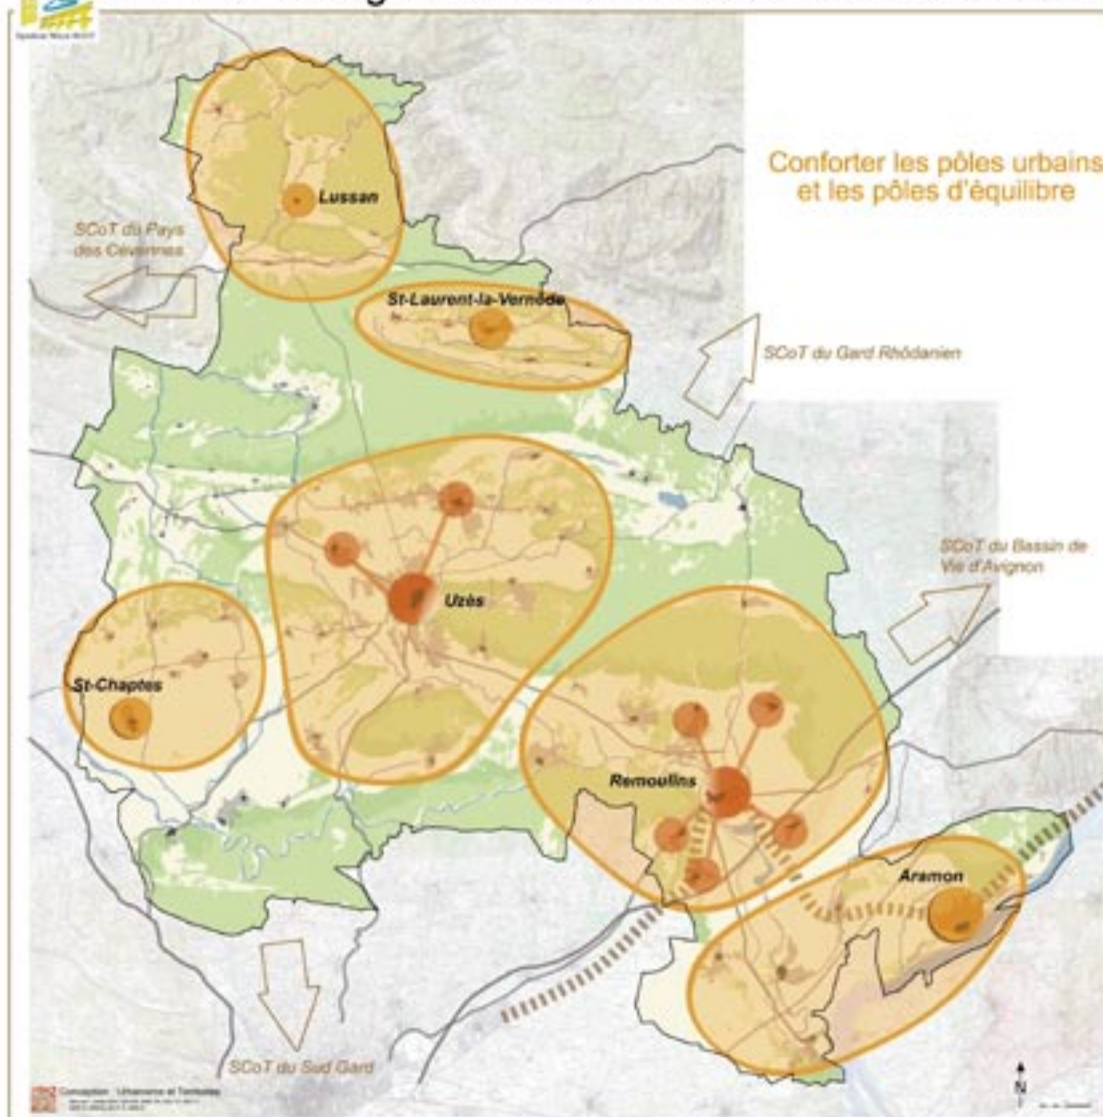 Conforter les pôles urbains
et les pôles d'équilibre
Lussan
SCoT du Pays
des Cévennes
St-Laurent-la-Vernède
SCoT du Gard Rhôdanien
SCoT du Bassin de
Vie d'Avignon
Uzès
St-Chaptes
Remoulins
Aramon
SCoT du Sud Gard
Conception : Urbanisme et Territoires
N